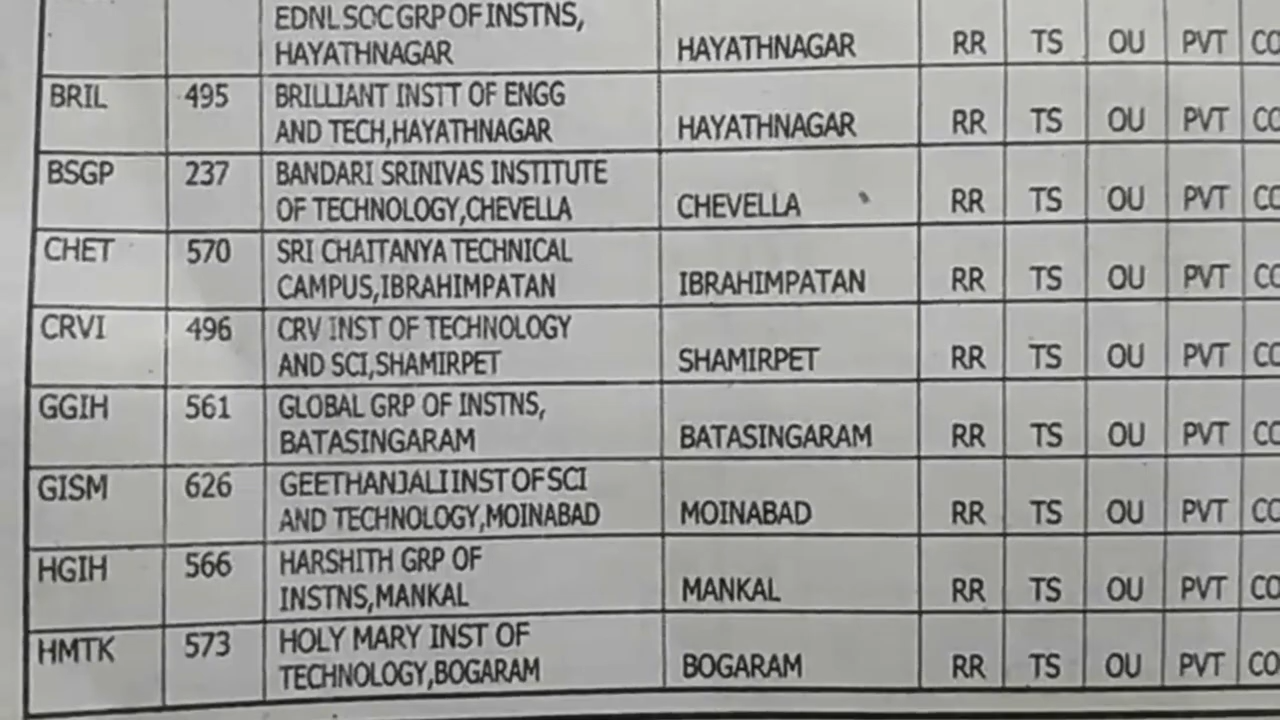 EDNL SOC GRP OF INSTNS,
HAYATHNAGAR HAYATHNAGAR RR TS OU PVT CO
BRIL 495 BRILLIANT INSTT OF ENGG
AND TECH,HAYATHNAGAR HAYATHNAGAR RR TS OU PVT CO
BSGP 237 BANDARI SRINIVAS INSTITUTE
OF TECHNOLOGY,CHEVELLA CHEVELLA RR TS OU PVT CO
CHET 570 SRI CHAITANYA TECHNICAL
CAMPUS,IBRAHIMPATAN IBRAHIMPATAN RR TS OU PVT CO
CRVI 496 CRV INST OF TECHNOLOGY
AND SCI,SHAMIRPET SHAMIRPET RR TS OU PVT CO
GGIH 561 GLOBAL GRP OF INSTNS,
BATASINGARAM BATASINGARAM RR TS OU PVT CO
GISM 626 GEETHANJALI INST OF SCI
AND TECHNOLOGY,MOINABAD MOINABAD RR TS OU PVT CO
HGIH 566 HARSHITH GRP OF
INSTNS,MANKAL MANKAL RR TS OU PVT CO
HMTK 573 HOLY MARY INST OF
TECHNOLOGY,BOGARAM BOGARAM RR TS OU PVT CO